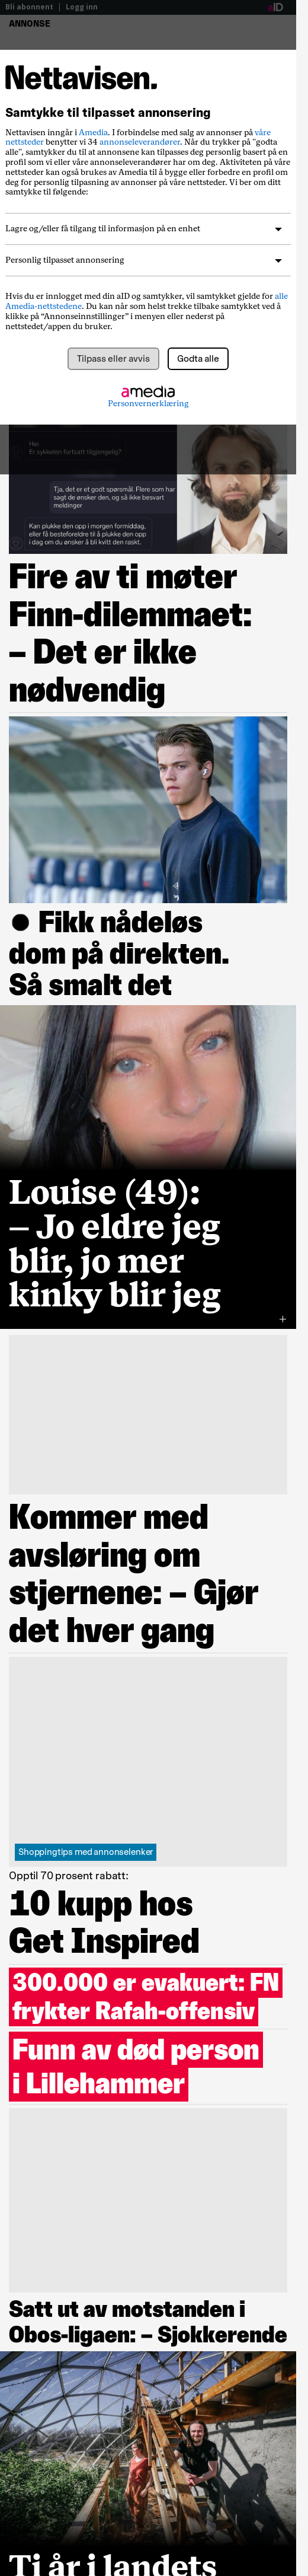 Bli abonnent | Logg inn
aID
ANNONSE
Nettavisen.
Samtykke til tilpasset annonsering
Nettavisen inngår i Amedia. I forbindelse med salg av annonser på våre
nettsteder benytter vi 34 annonseleverandører. Når du trykker på "godta
alle", samtykker du til at annonsene kan tilpasses deg personlig basert på en
profil som vi eller våre annonseleverandører har om deg. Aktiviteten på våre
nettsteder kan også brukes av Amedia til å bygge eller forbedre en profil om
deg for personlig tilpasning av annonser på våre nettsteder. Vi ber om ditt
samtykke til følgende:
Lagre og/eller få tilgang til informasjon på en enhet
Personlig tilpasset annonsering
Hvis du er innlogget med din aID og samtykker, vil samtykket gjelde for alle
Amedia-nettstedene. Du kan når som helst trekke tilbake samtykket ved å
klikke på “Annonseinnstillinger” i menyen eller nederst på
nettstedet/appen du bruker.
Tilpass eller avvis
Godta alle
amedia
Personvernerklæring
Hei
Er sykkelen fortsatt tilgjengelig?
Tja, det er et godt spørsmål. Flere som har
sagt de ønsker den, og så ikke besvart
meldinger
Kan plukke den opp i morgen formiddag,
eller få besteforeldre til å plukke den opp
i dag om du ønsker å bli kvitt den raskt.
Fire av ti møter
Finn-dilemmaet:
– Det er ikke
nødvendig
● Fikk nådeløs
dom på direkten.
Så smalt det
Louise (49):
– Jo eldre jeg
blir, jo mer
kinky blir jeg
+
Kommer med
avsløring om
stjernene: – Gjør
det hver gang
Shoppingtips med annonselenker
Opptil 70 prosent rabatt:
10 kupp hos
Get Inspired
300.000 er evakuert: FN
frykter Rafah-offensiv
Funn av død person
i Lillehammer
Satt ut av motstanden i
Obos-ligaen: – Sjokkerende
Ti år i landets